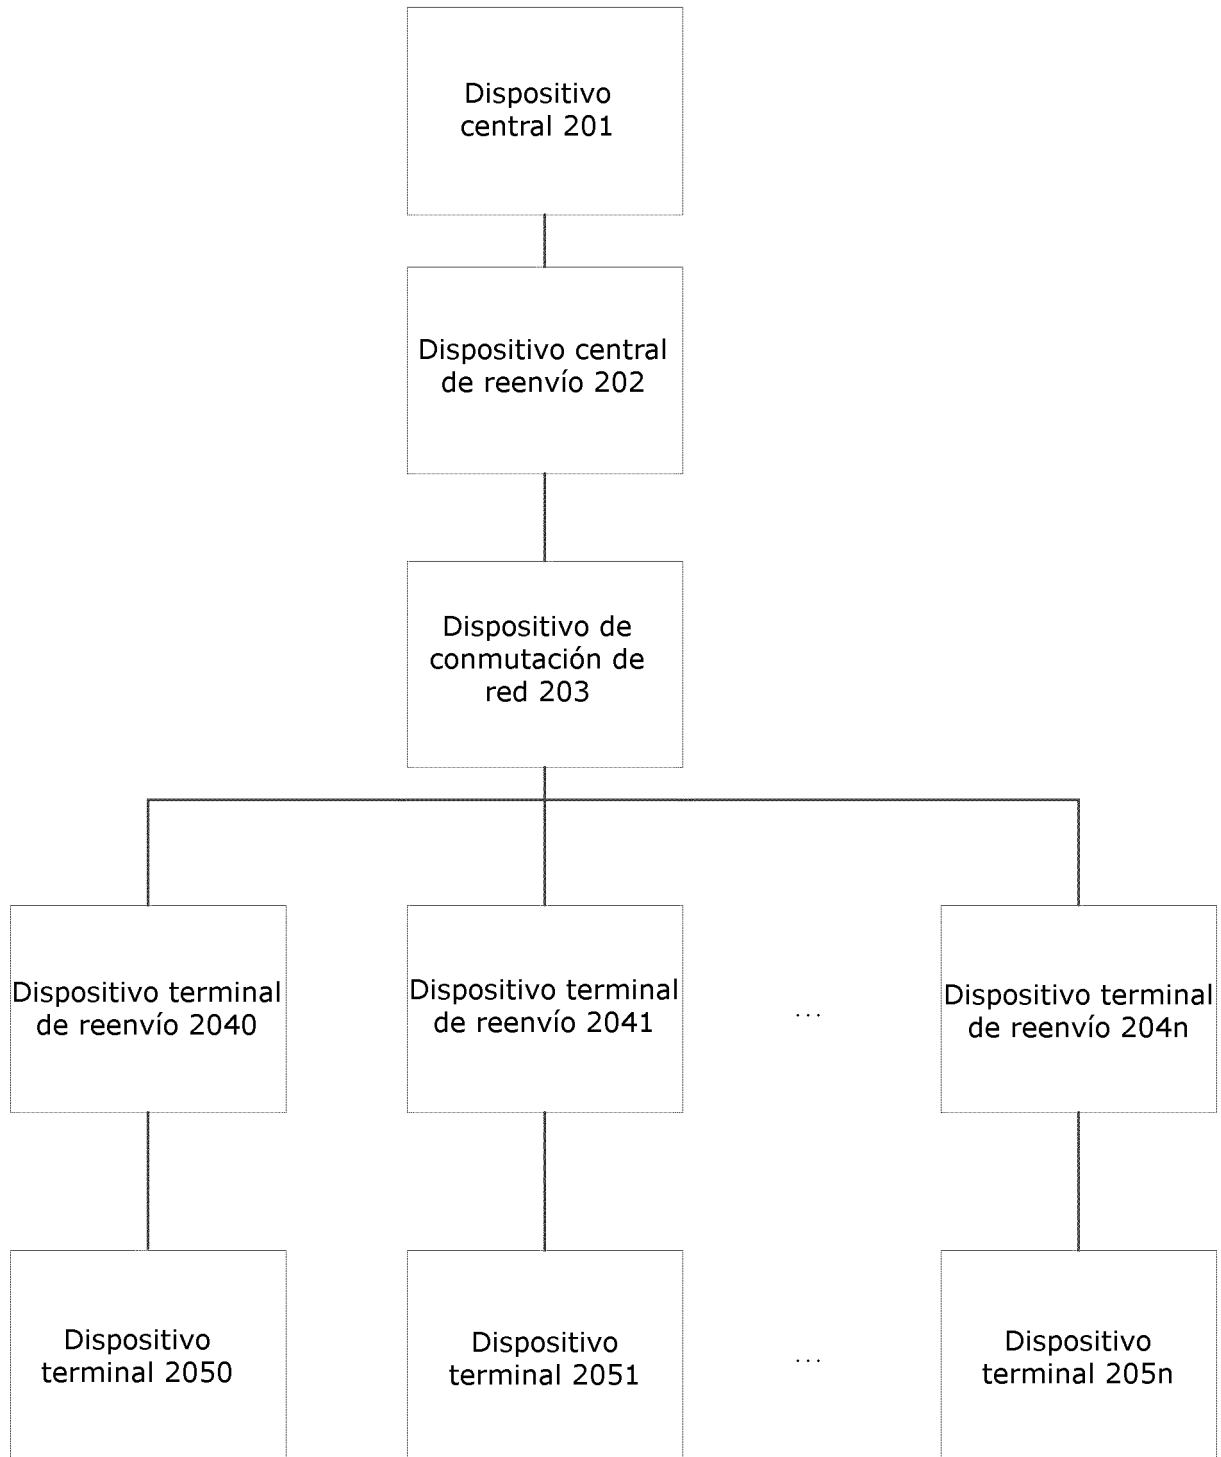 Dispositivo
central 201
Dispositivo central
de reenvío 202
Dispositivo de
conmutación de
red 203
Dispositivo terminal
de reenvío 2040
Dispositivo terminal
de reenvío 2041
...
Dispositivo terminal
de reenvío 204n
Dispositivo
terminal 2050
Dispositivo
terminal 2051
...
Dispositivo
terminal 205n